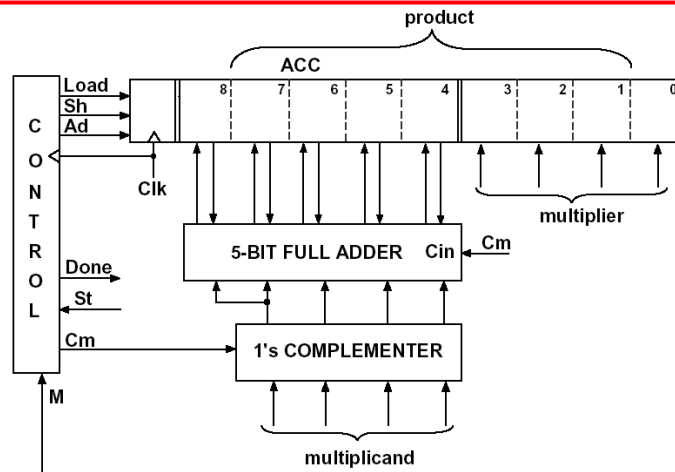 product
ACC
Load
Sh
Ad
8 7 6 5 4 3 2 1 0
CONTROL
Clk
multiplier
5-BIT FULL ADDER Cin
Cm
Done
St
Cm
1's COMPLEMENTER
M
multiplicand